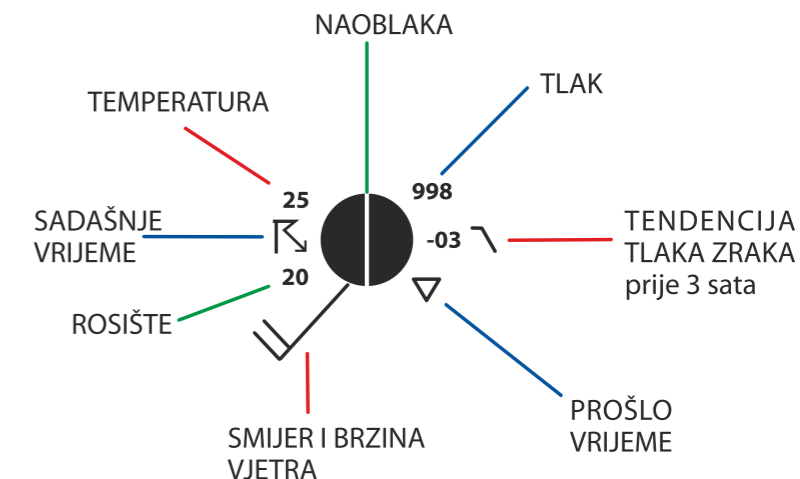 NAOBLAKA
TLAK
TEMPERATURA
998
25
SADAŠNJE
VRIJEME
-03
TENDENCIJA
TLAKA ZRAKA
prije 3 sata
20
ROSIŠTE
PROŠLO
VRIJEME
SMIJER I BRZINA
VJETRA